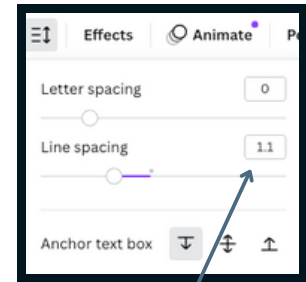 Effects Animate
Letter spacing 0
Line spacing 1.1
Anchor text box